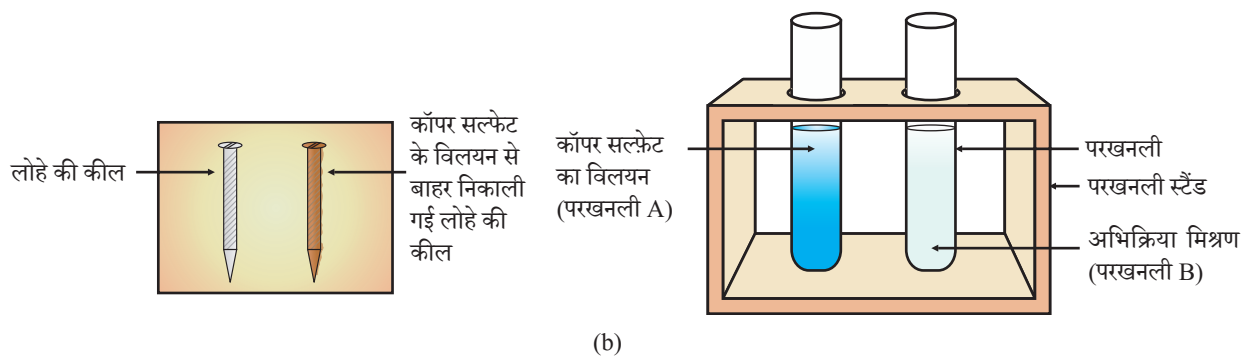 लोहे की कील
कॉपर सल्फेट
के विलयन से
बाहर निकाली
गई लोहे की
कील
कॉपर सल्फ़ेट
का विलयन
(परखनली A)
परखनली
परखनली स्टैंड
अभिक्रिया मिश्रण
(परखनली B)
(b)